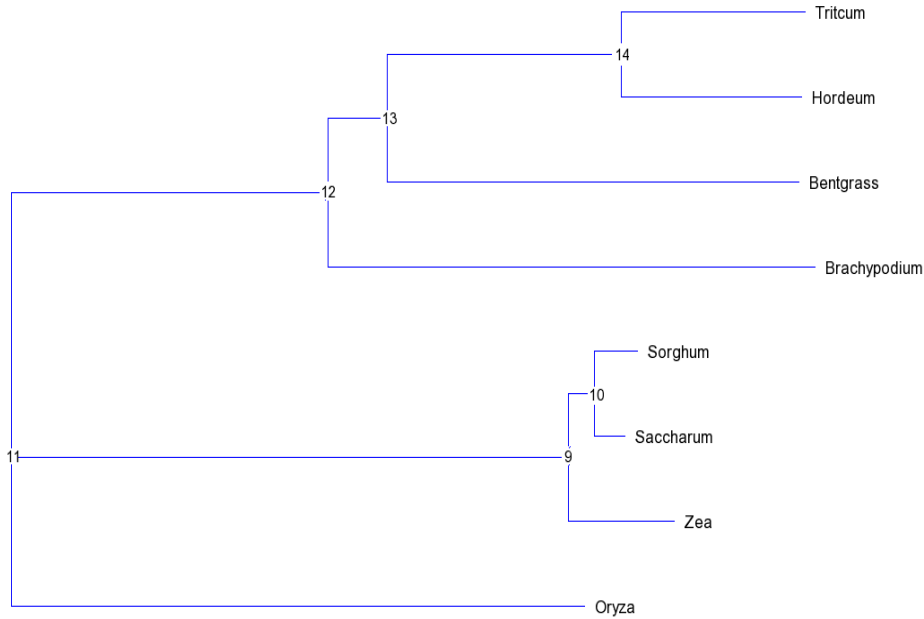 Tritcum
14
Hordeum
13
Bentgrass
12
Brachypodium
Sorghum
10
Saccharum
11
9
Zea
Oryza